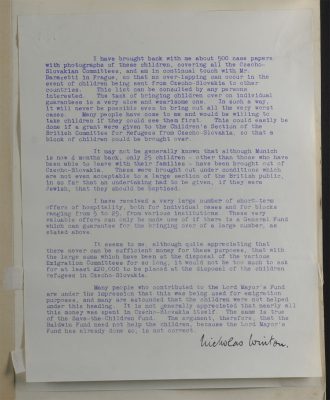 I have brought back with me about 500 case papers
with photographs of these children, covering all the Czecho-
Slovakian Committees, and am in continual touch with Mr.
Barazetti in Prague, so that no over-lapping can occur in the
event of children being sent from Czecho-Slovakia to other
countries. This list can be consulted by any persons
interested. The task of bringing children over on individual
guarantees is a very slow and wearisome one. In such a way,
it will never be possible even to bring out all the very worst
cases. Many people have come to me and would be willing to
take children if they could see them first. This could easily be
done if a grant were given to the Children's Section of the
British Committee for Refugees from Czecho-Slovakia, so that a
block of children could be brought over.
It may not be generally known that although Munich
is now 4 months back, only 25 children - other than those who have
been able to leave with their families - have been brought out of
Czecho-Slovakia. These were brought out under conditions which
are not even acceptable to a large section of the British public,
in so far that an undertaking had to be given, if they were
Jewish, that they should be baptised.
I have received a very large number of short-term
offers of hospitality, both for individual cases and for blocks
ranging from 5 to 25, from various institutions. These very
valuable offers can only be made use of if there is a General Fund
which can guarantee for the bringing over of a large number, as
stated above.
It seems to me, although quite appreciating that
there never can be sufficient money for these purposes, that with
the large sums which have been at the disposal of the various
Emigration Committees for so long, it would not be too much to ask
for at least £20,000 to be placed at the disposal of the children
refugees in Czecho-Slovakia.
Many people who contributed to the Lord Mayor's Fund
are under the impression that this was being used for emigration
purposes, and many are astounded that the children were not helped
under this heading. It is not generally appreciated that nearly all
this money was spent in Czecho-Slovakia itself. The same is true
of the Save-the-Children Fund. The argument, therefore, that the
Baldwin Fund need not help the children, because the Lord Mayor's
Fund has already done so, is not correct.
Nicholas Winton.